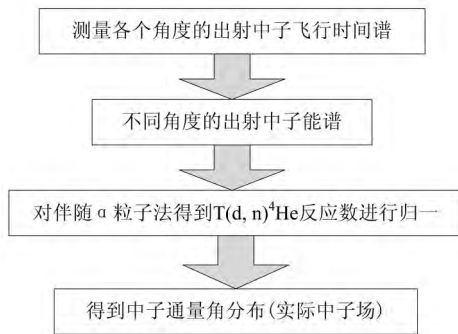 测量各个角度的出射中子飞行时间谱
不同角度的出射中子能谱
对伴随α粒子法得到T(d, n)⁴He反应数进行归一
得到中子通量角分布(实际中子场)